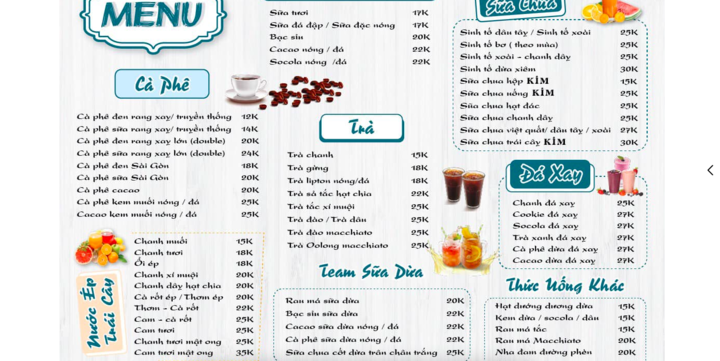 MENU
Cà Phê
Cà phê đen rang xay/ truyền thống 12K
Cà phê sữa rang xay/ truyền thống 14K
Cà phê đen rang xay lớn (double) 20K
Cà phê sữa rang xay lớn (double) 24K
Cà phê đen Sài Gòn 18K
Cà phê sữa Sài Gòn 20K
Cà phê cacao 20K
Cà phê kem muối nóng / đá 25K
Cacao kem muối nóng / đá 25K
Nước Ép
Trái Cây
Chanh muối 15K
Chanh tươi 18K
Ổi ép 18K
Chanh xí muội 20K
Chanh dây hạt chia 20K
Cà rốt ép / Thơm ép 20K
Thơm - Cà rốt 22K
Cam - cà rốt 25K
Cam tươi 25K
Chanh tươi mật ong 25K
Cam tươi mật ong 35K
Sữa tươi 17K
Sữa đá đập / Sữa đặc nóng 17K
Bạc sỉu 20K
Cacao nóng / đá 22K
Socola nóng /đá 22K
Trà
Trà chanh 15K
Trà gừng 18K
Trà lipton nóng/đá 18K
Trà sả tắc hạt chia 22K
Trà tắc xí muội 25K
Trà đào / Trà dâu 25K
Trà đào macchiato 25K
Trà Oolong macchiato 25K
Team Sữa Dừa
Rau má sữa dừa 20K
Bạc sỉu sữa dừa 22K
Cacao sữa dừa nóng / đá 22K
Cà phê sữa dừa nóng / đá 22K
Sữa chua cốt dừa trân châu trắng 25K
Sữa Chua
Sinh tố dâu tây / Sinh tố xoài 25K
Sinh tố bơ ( theo mùa) 25K
Sinh tố xoài - chanh dây 25K
Sinh tố dừa xiêm 30K
Sữa chua hộp KÌM 15K
Sữa chua uống KÌM 25K
Sữa chua hạt đác 25K
Sữa chua chanh dây 25K
Sữa chua việt quất/ dâu tây / xoài 27K
Sữa chua trái cây KÌM 30K
Đá Xay
Chanh đá xay 25K
Cookie đá xay 27K
Socola đá xay 27K
Trà xanh đá xay 27K
Cà phê dừa đá xay 27K
Cacao dừa đá xay 27K
Thức Uống Khác
Hạt đường dương dừa 15K
Kem dừa / socola / dâu 15K
Rau má tắc 15K
Rau má Macchiato 20K
Nha đam đường phèn 20K